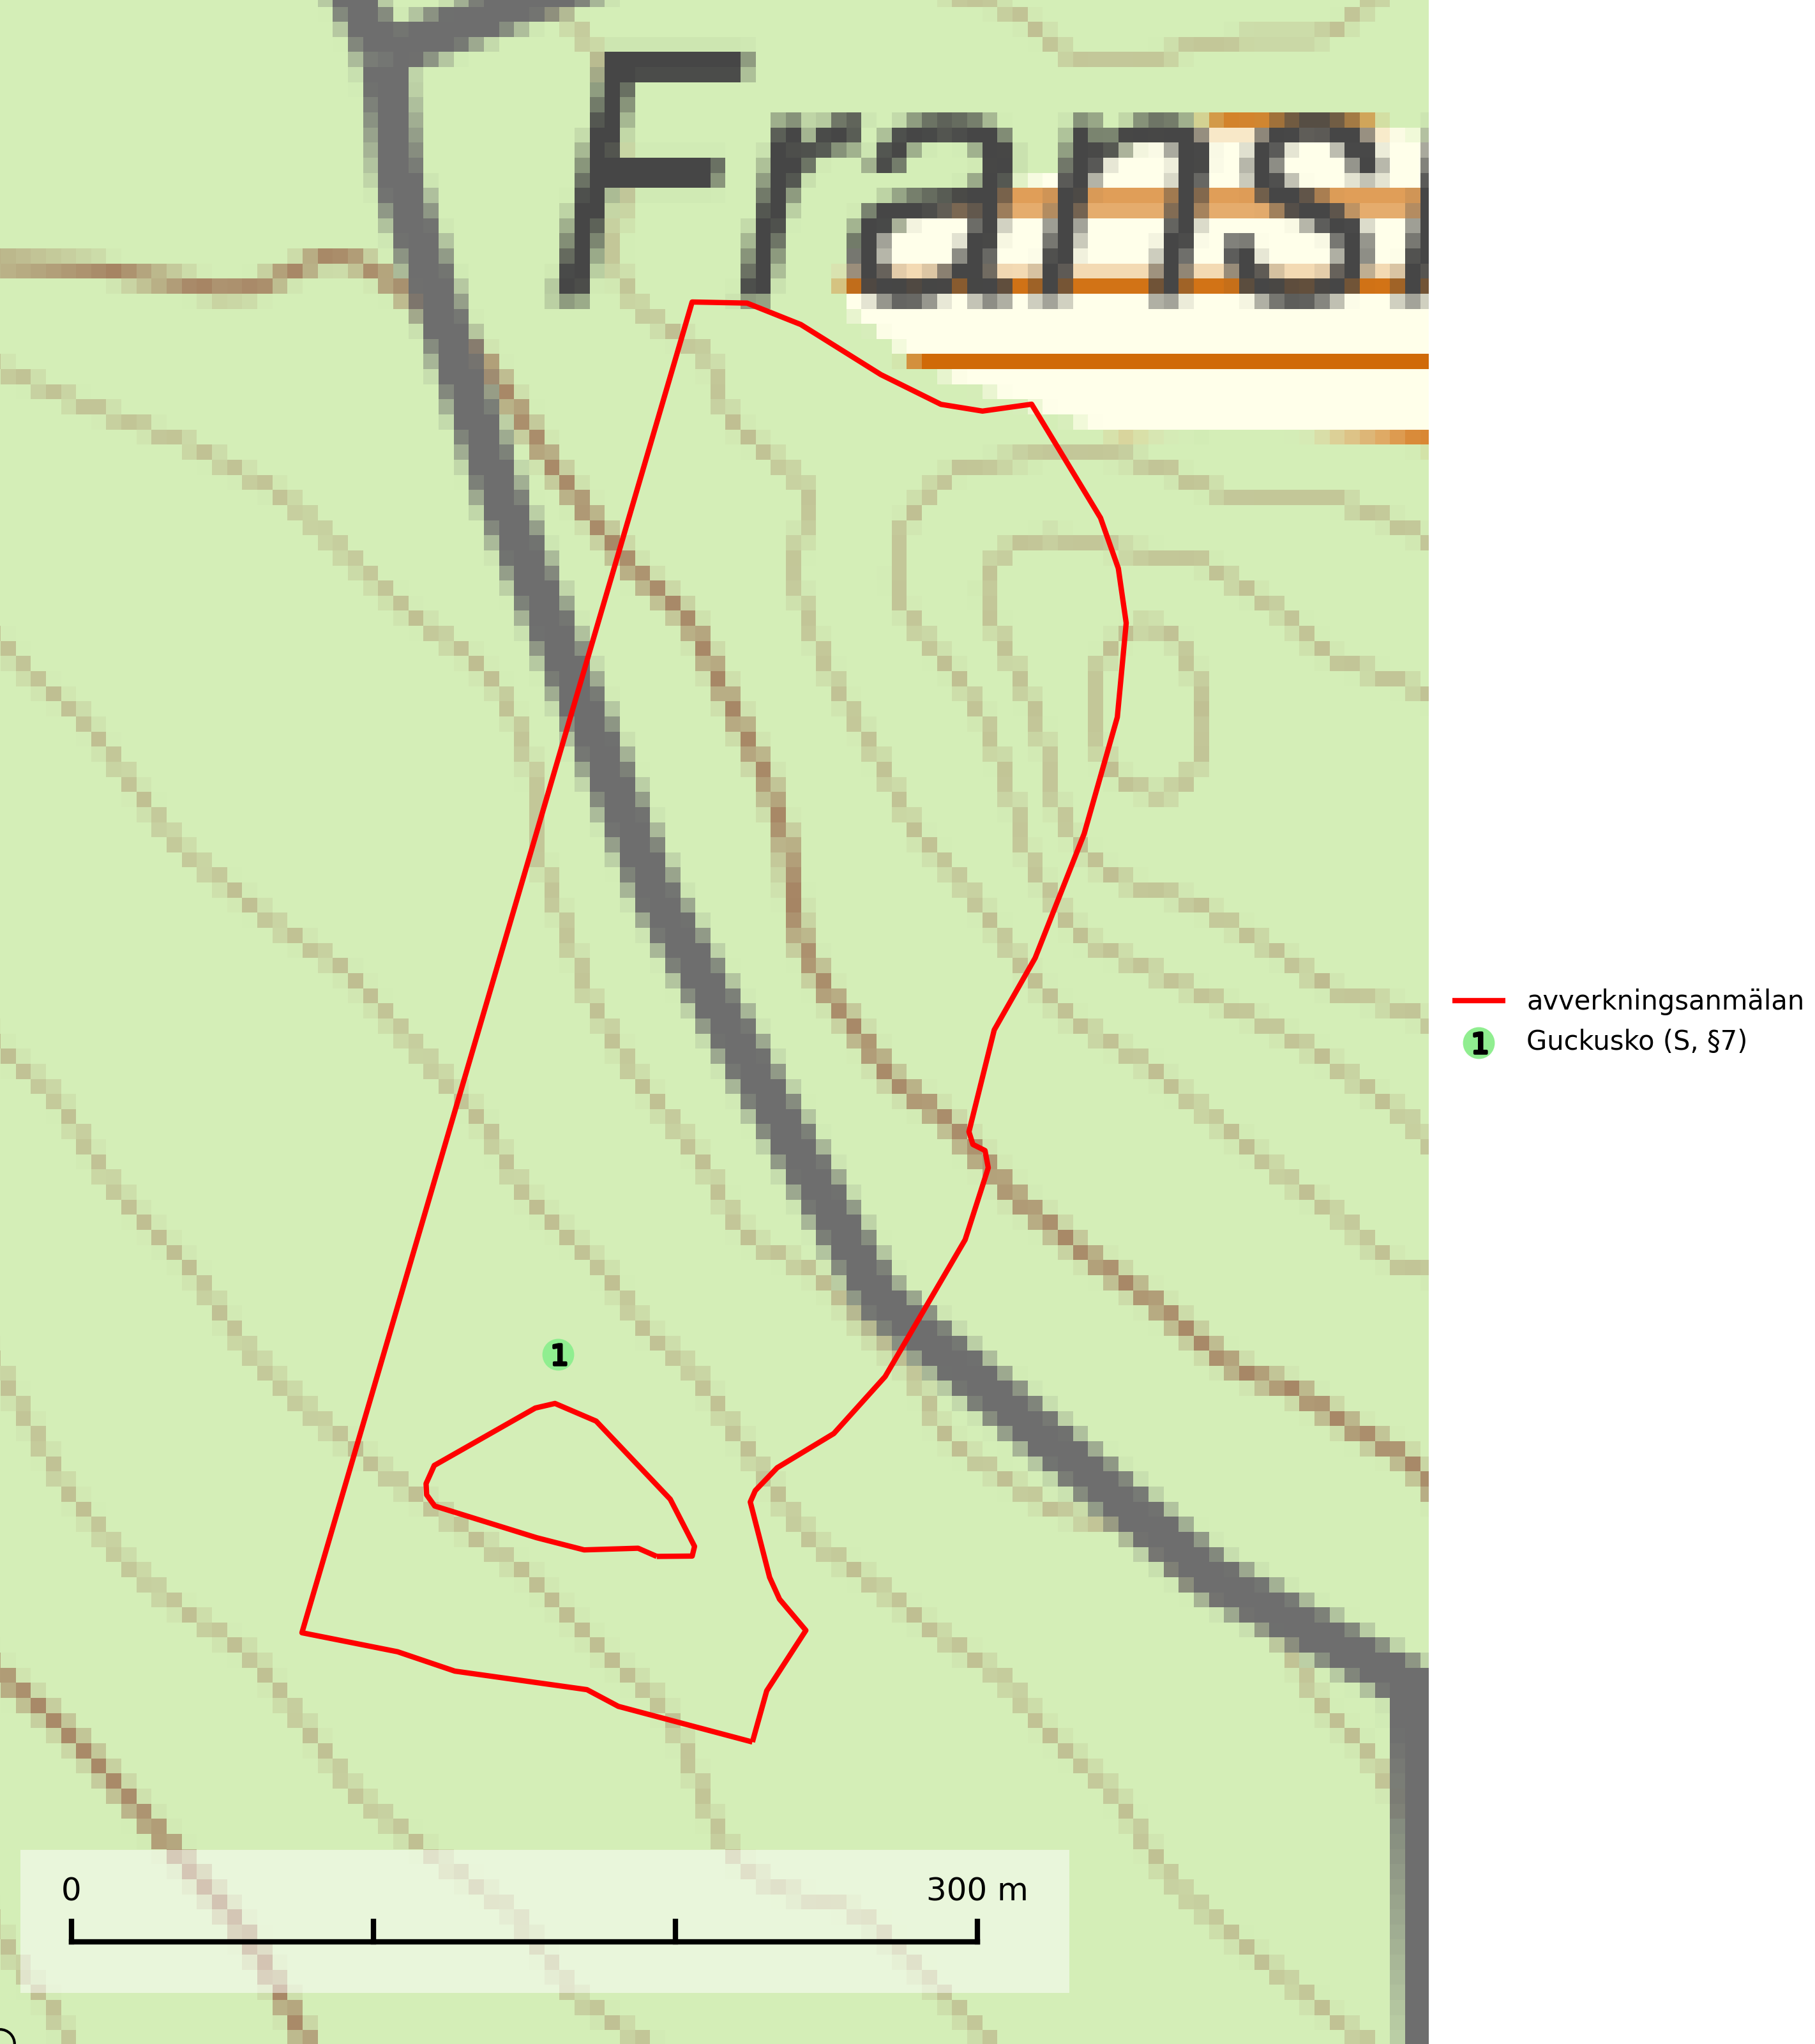 Frans
avverkningsanmälan
1 Guckusko (S, §7)
1
0 300 m